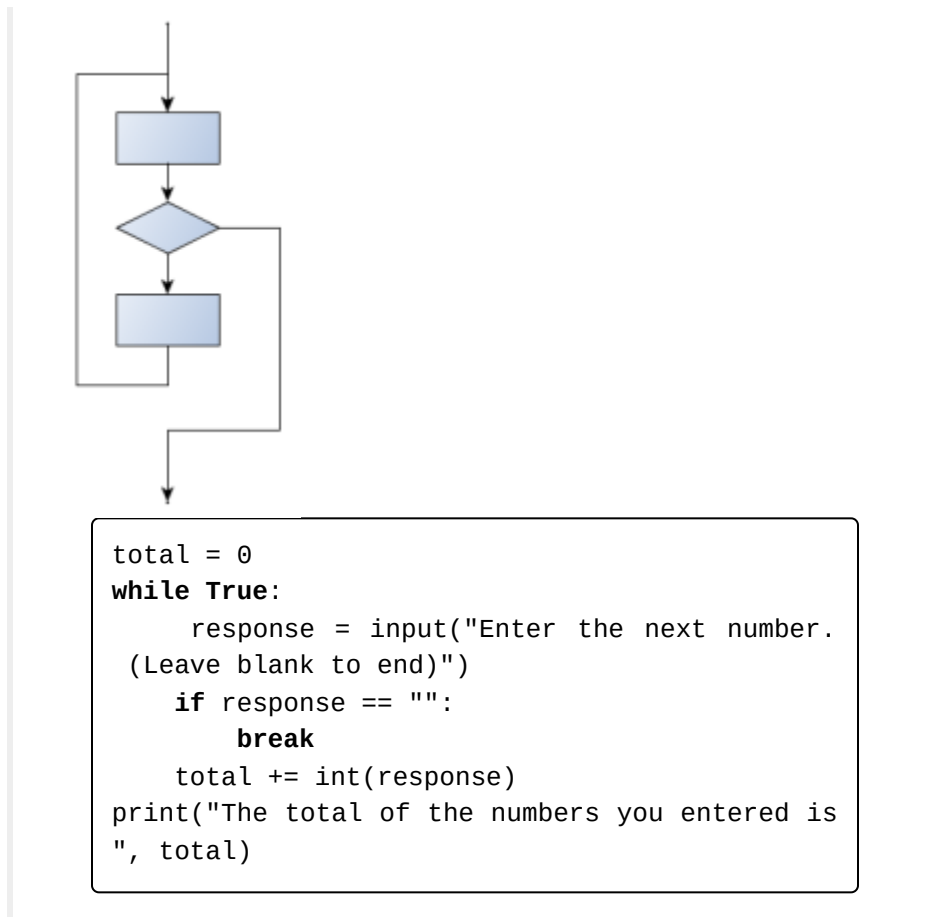 total = 0
while True:
    response = input("Enter the next number.
 (Leave blank to end)")
    if response == "":
        break
    total += int(response)
print("The total of the numbers you entered is
", total)